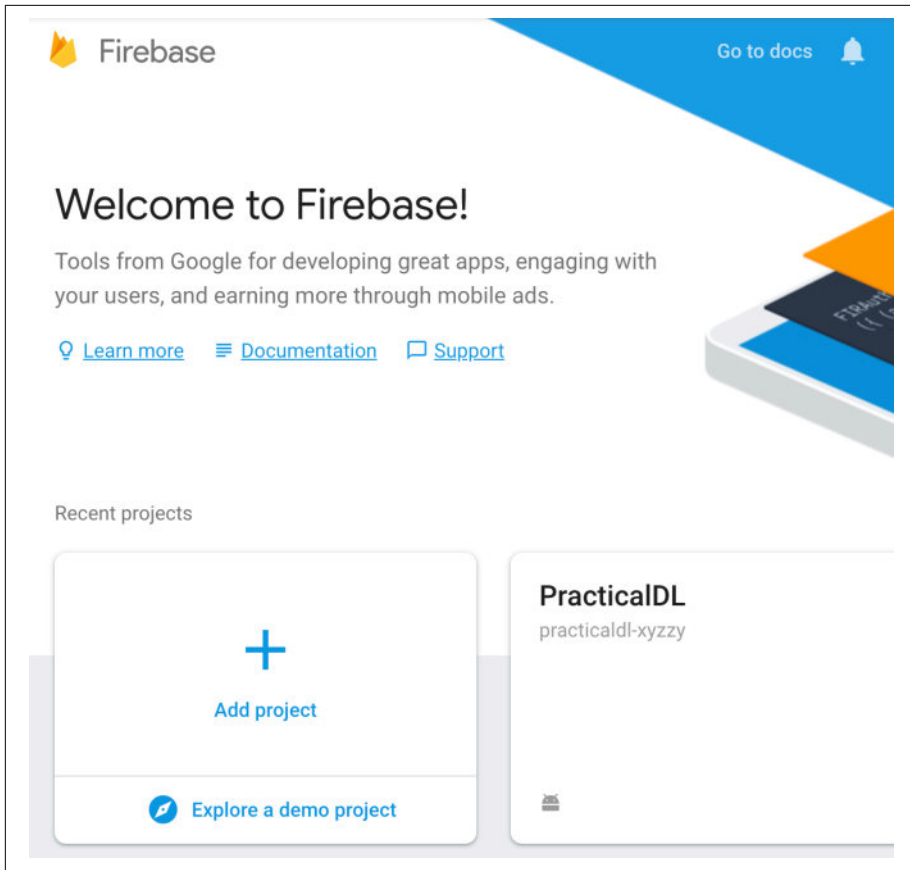 Firebase
Go to docs
Welcome to Firebase!
Tools from Google for developing great apps, engaging with
your users, and earning more through mobile ads.
Learn more Documentation Support
Recent projects
Add project
Explore a demo project
PracticalDL
practicaldl-xyzzy